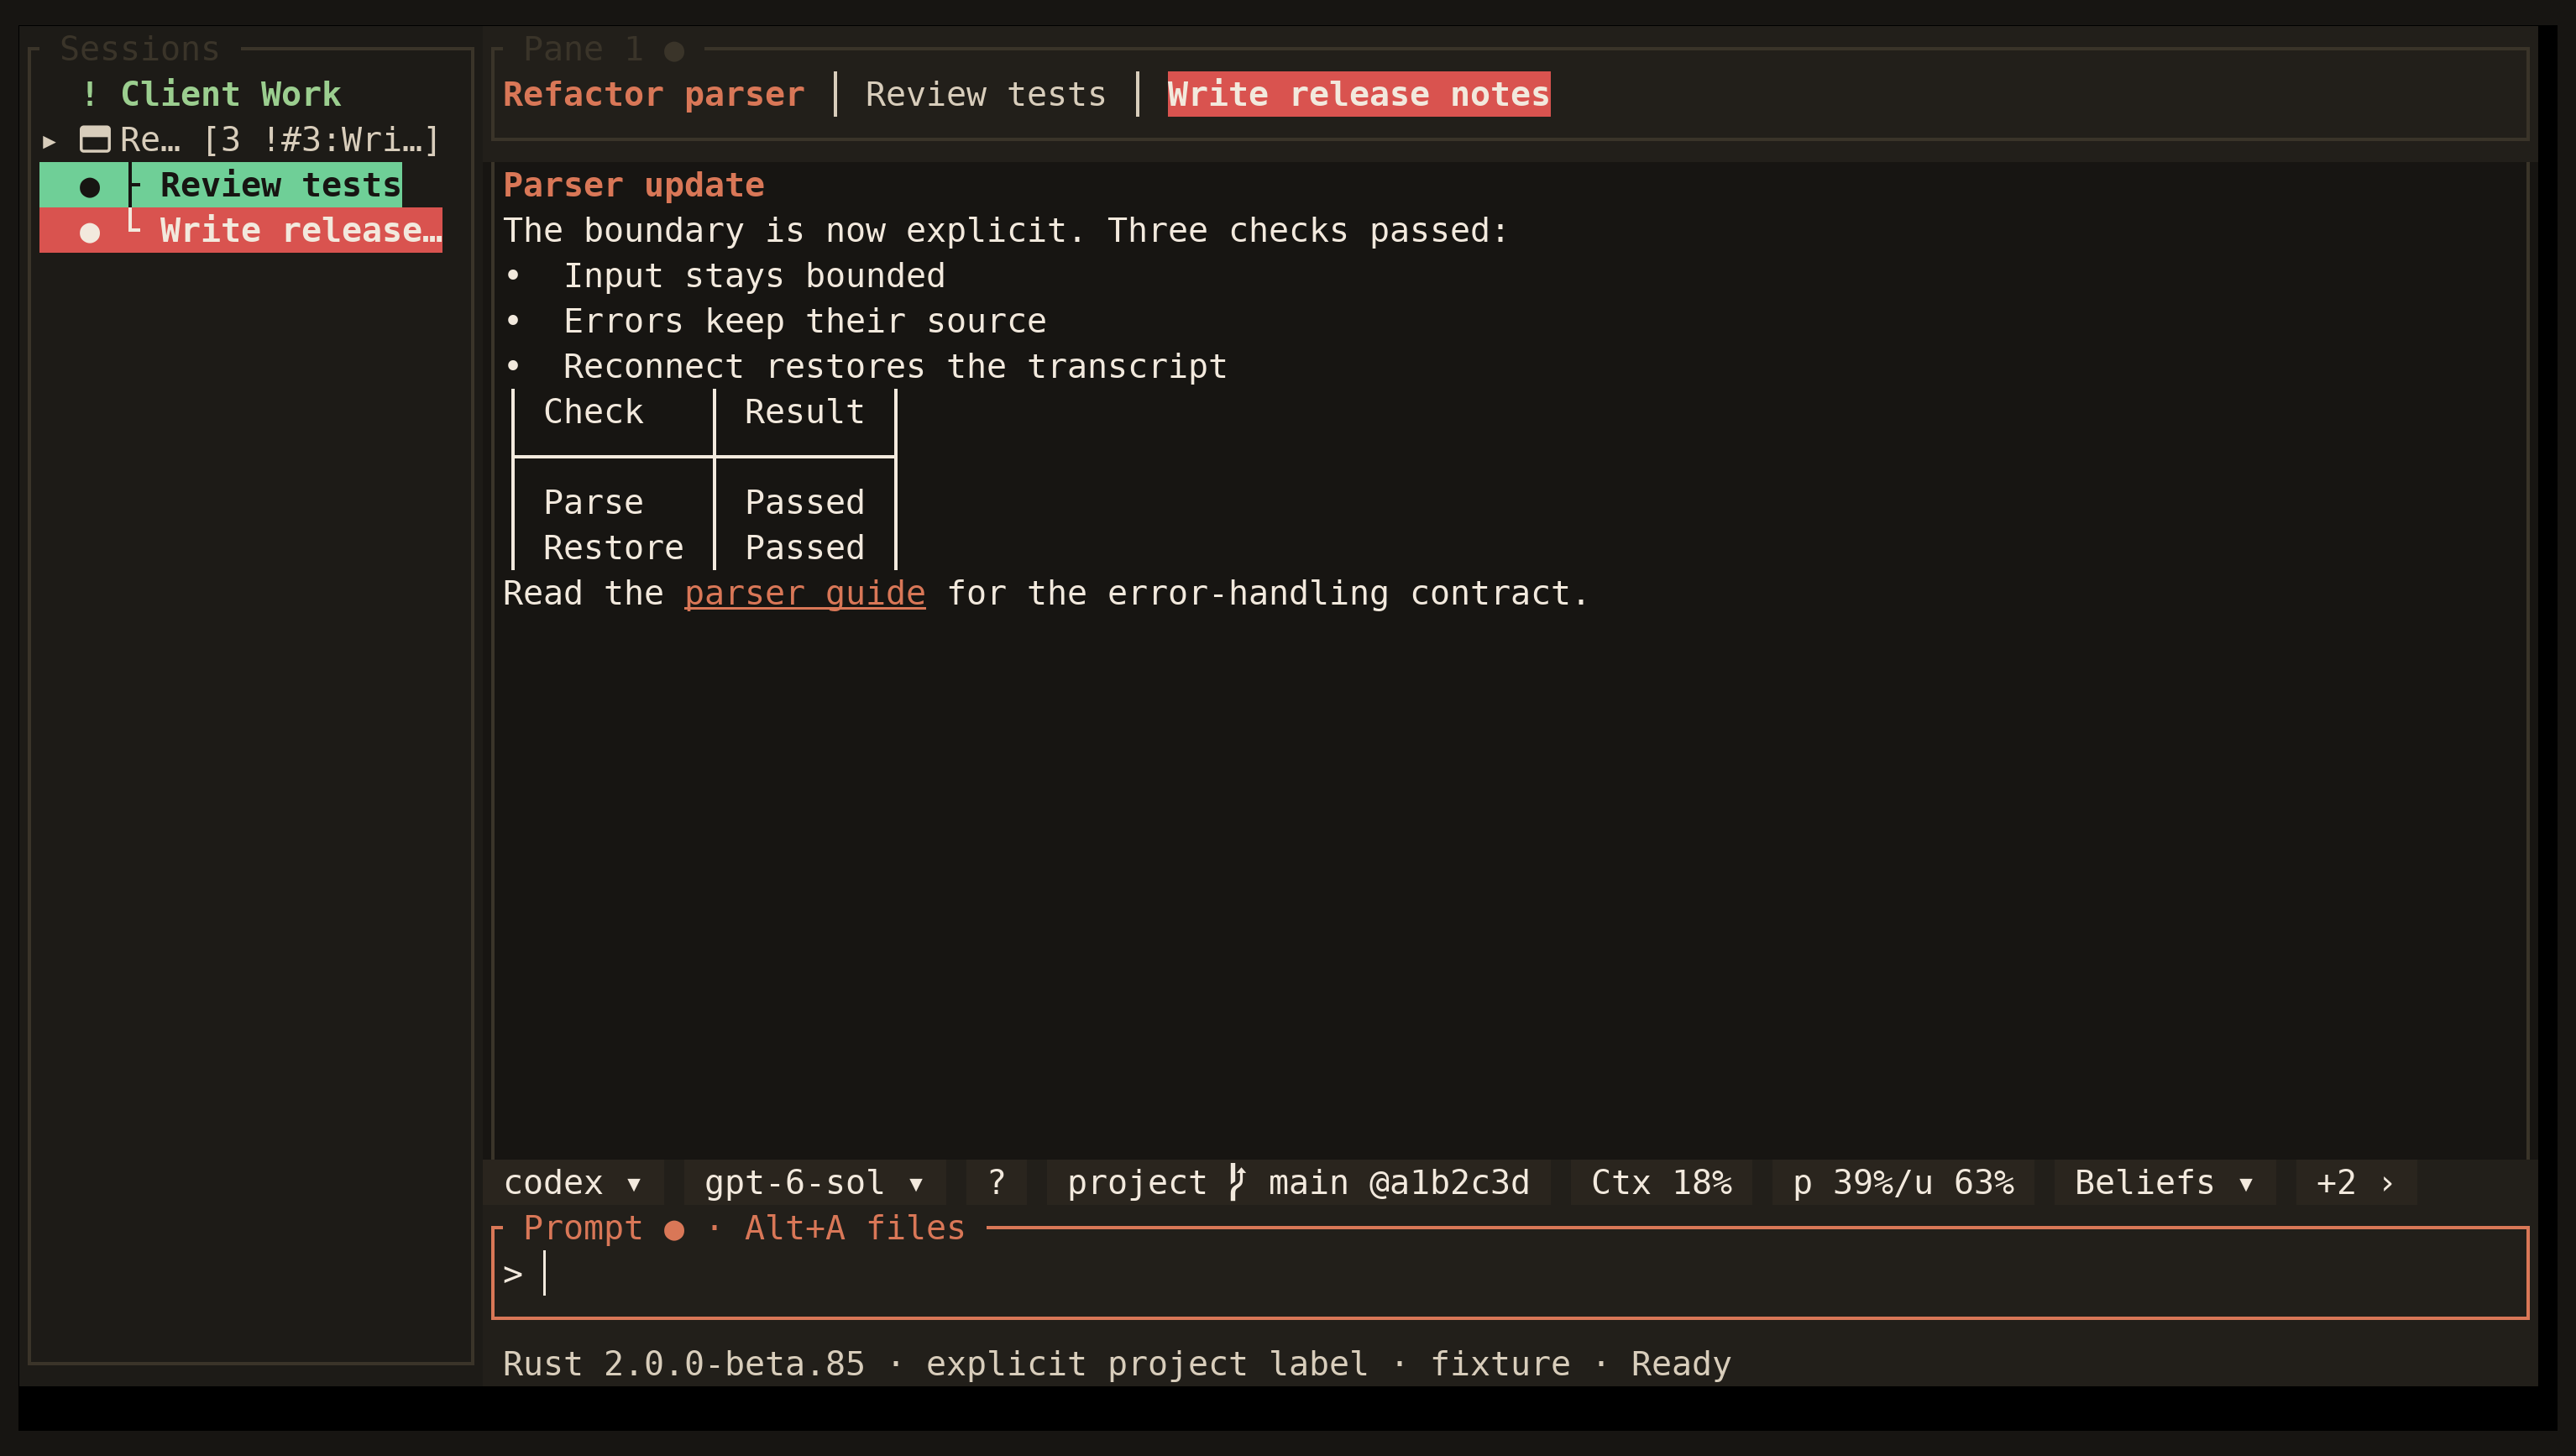 Sessions
! Client Work
▸ Re… [3 !#3:Wri…]
● ├ Review tests
● └ Write release…
Pane 1 ●
Refactor parser │ Review tests │ Write release notes
Parser update
The boundary is now explicit. Three checks passed:
• Input stays bounded
• Errors keep their source
• Reconnect restores the transcript
│ Check │ Result │
│ Parse │ Passed │
│ Restore │ Passed │
Read the parser guide for the error-handling contract.
codex ▾ gpt-6-sol ▾ ? project main @a1b2c3d Ctx 18% p 39%/u 63% Beliefs ▾ +2 ›
Prompt ● · Alt+A files
>
Rust 2.0.0-beta.85 · explicit project label · fixture · Ready